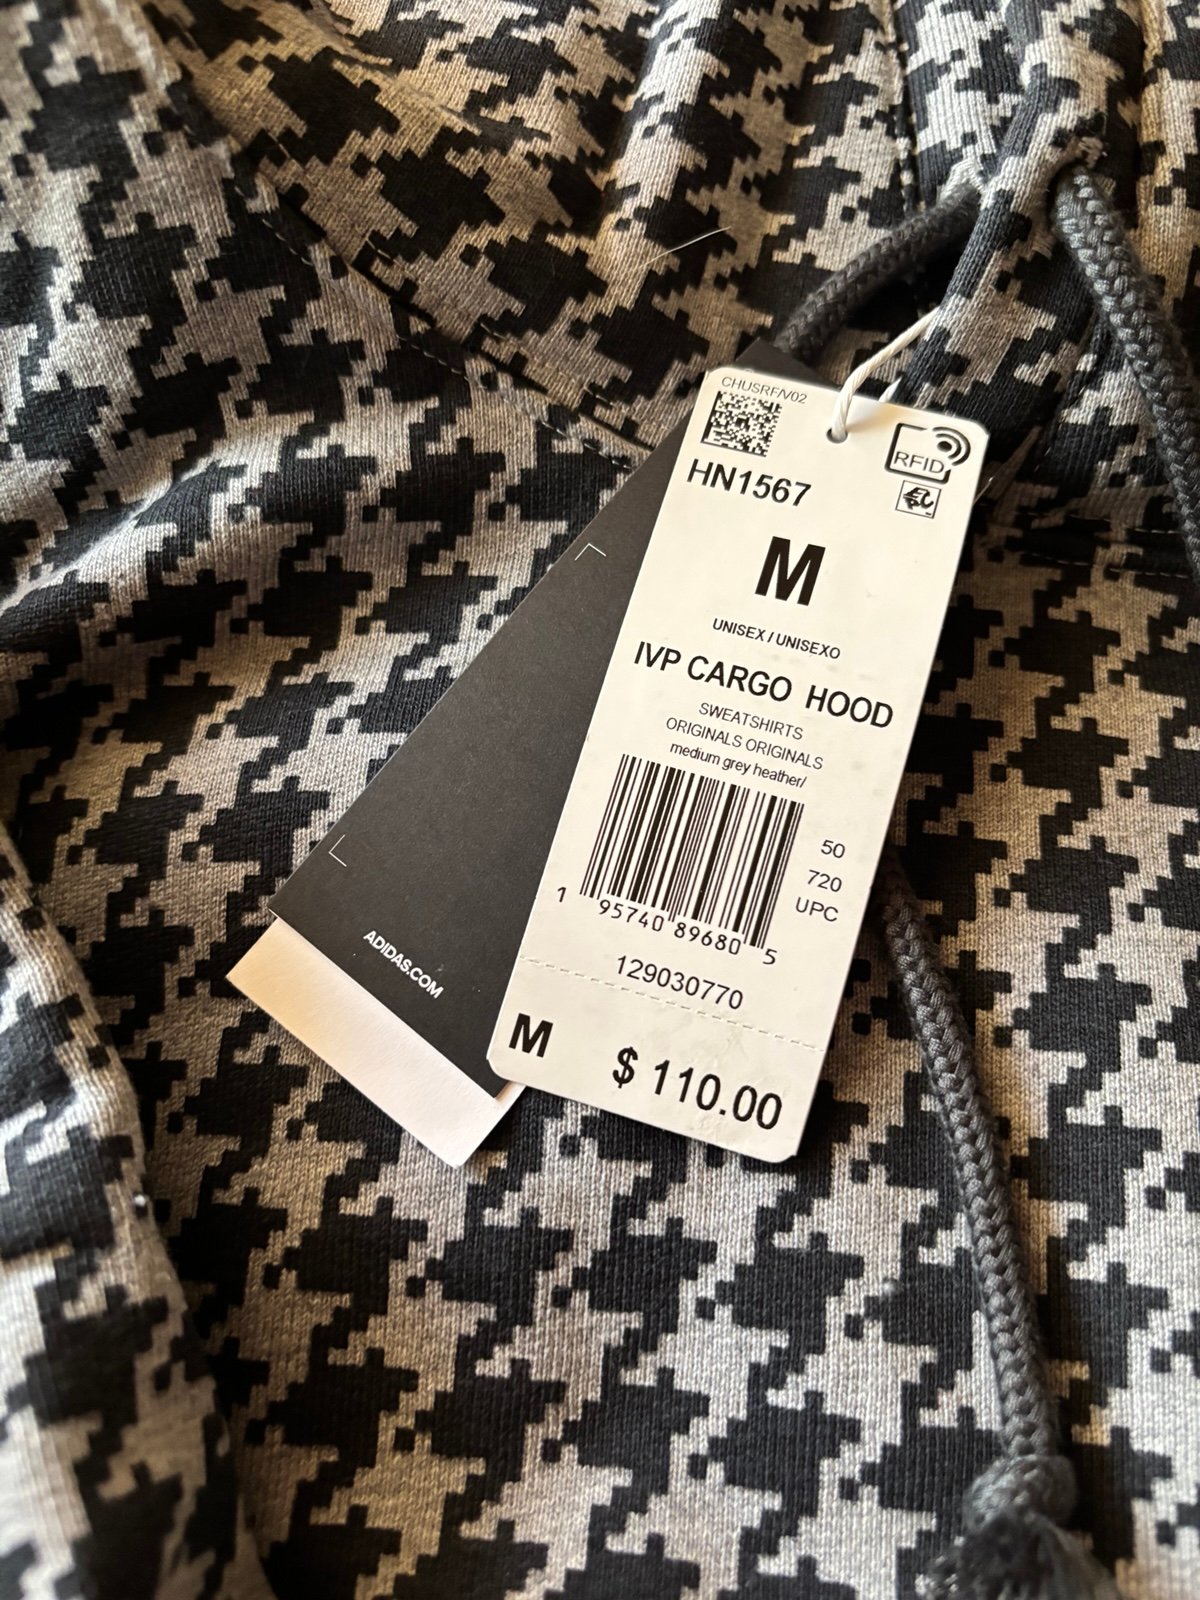 CHUSRF/V02
RFID
HN1567
M
UNISEX / UNISEXO
IVP CARGO HOOD
SWEATSHIRTS
ORIGINALS ORIGINALS
medium grey heather/
50
720
UPC
1 95740 89680 5
129030770
M $ 110.00
ADIDAS.COM